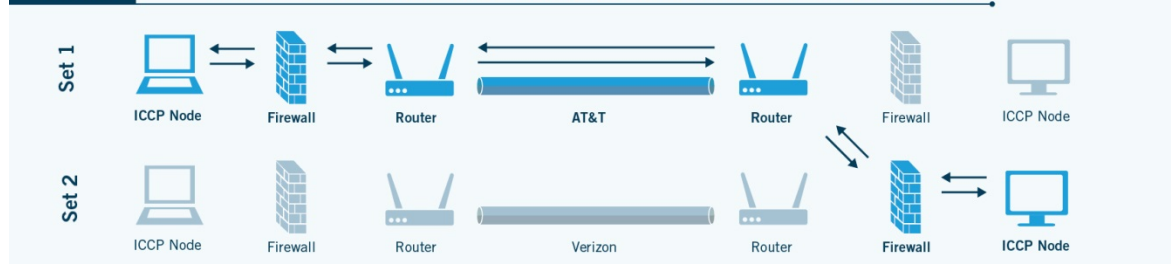 Set 1
ICCP Node Firewall Router AT&T Router Firewall ICCP Node
Set 2
ICCP Node Firewall Router Verizon Router Firewall ICCP Node